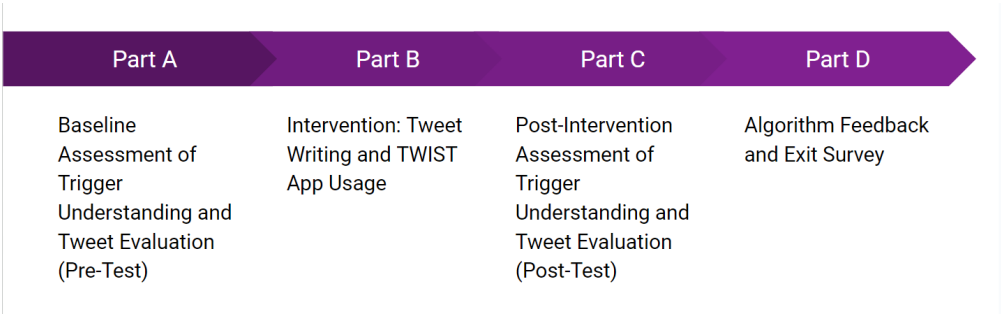 Part A
Part B
Part C
Part D
Baseline
Assessment of
Trigger
Understanding and
Tweet Evaluation
(Pre-Test)
Intervention: Tweet
Writing and TWIST
App Usage
Post-Intervention
Assessment of
Trigger
Understanding and
Tweet Evaluation
(Post-Test)
Algorithm Feedback
and Exit Survey